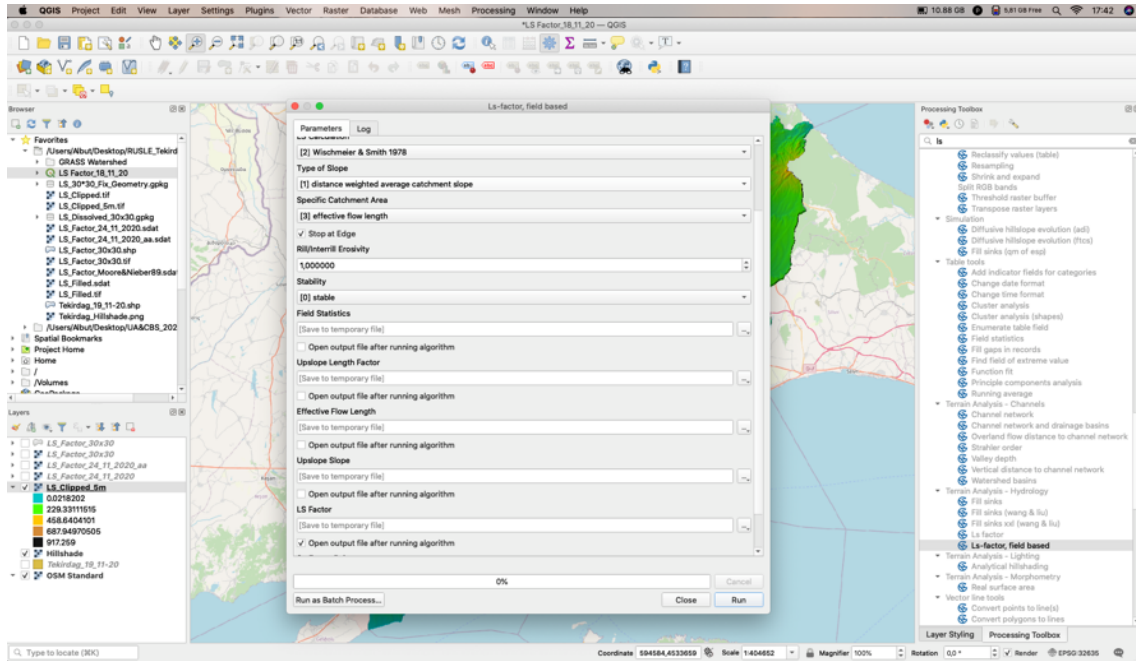 QGIS Project Edit View Layer Settings Plugins Vector Raster Database Web Mesh Processing Window Help
10.88 GB 5,81 GB Free 17:42
*LS Factor_18_11_20 — QGIS
Browser
Favorites
/Users/Abut/Desktop/RUSLE_Tekird
GRASS Watershed
LS Factor_18_11_20
LS_30*30_Fix_Geometry.gpkg
LS_Clipped.tif
LS_Clipped_5m.tif
LS_Dissolved_30x30.gpkg
LS_Factor_24_11_2020.sdat
LS_Factor_24_11_2020_aa.sdat
LS_Factor_30x30.shp
LS_Factor_30x30.tif
LS_Factor_Moore&Nieber89.sdat
LS_Filled.sdat
LS_Filled.tif
Tekirdag_19_11-20.shp
Tekirdag_Hillshade.png
/Users/Abut/Desktop/UA&CBS_202
Spatial Bookmarks
Project Home
Home
/
/Volumes
GeoPackage
Layers
LS_Factor_30x30
LS_Factor_30x30
LS_Factor_24_11_2020_aa
LS_Factor_24_11_2020
LS_Clipped_5m
0.0218202
229.33111515
458.6404101
687.94970505
917.259
Hillshade
Tekirdag_19_11-20
OSM Standard
Ls-factor, field based
Parameters Log
LS Calculation
[2] Wischmeier & Smith 1978
Type of Slope
[1] distance weighted average catchment slope
Specific Catchment Area
[3] effective flow length
Stop at Edge
Rill/Interrill Erosivity
1,000000
Stability
[0] stable
Field Statistics
[Save to temporary file]
Open output file after running algorithm
Upslope Length Factor
[Save to temporary file]
Open output file after running algorithm
Effective Flow Length
[Save to temporary file]
Open output file after running algorithm
Upslope Slope
[Save to temporary file]
Open output file after running algorithm
LS Factor
[Save to temporary file]
Open output file after running algorithm
0%
Cancel
Run as Batch Process...
Close
Run
Processing Toolbox
ls
Reclassify values (table)
Resampling
Shrink and expand
Split RGB bands
Threshold raster buffer
Transpose raster layers
Simulation
Diffusive hillslope evolution (adi)
Diffusive hillslope evolution (ftcs)
Fill sinks (qm of esp)
Table tools
Add indicator fields for categories
Change date format
Change time format
Cluster analysis
Cluster analysis (shapes)
Enumerate table field
Field statistics
Fill gaps in records
Find field of extreme value
Function fit
Principle components analysis
Running average
Terrain Analysis - Channels
Channel network
Channel network and drainage basins
Overland flow distance to channel network
Strahler order
Valley depth
Vertical distance to channel network
Watershed basins
Terrain Analysis - Hydrology
Fill sinks
Fill sinks (wang & liu)
Fill sinks xxl (wang & liu)
Ls factor
Ls-factor, field based
Terrain Analysis - Lighting
Analytical hillshading
Terrain Analysis - Morphometry
Real surface area
Vector line tools
Convert points to line(s)
Convert polygons to lines
Layer Styling Processing Toolbox
Type to locate (⌘K)
Coordinate 594584,4533659 Scale 1:404652 Magnifier 100% Rotation 0,0 ° Render EPSG:32635